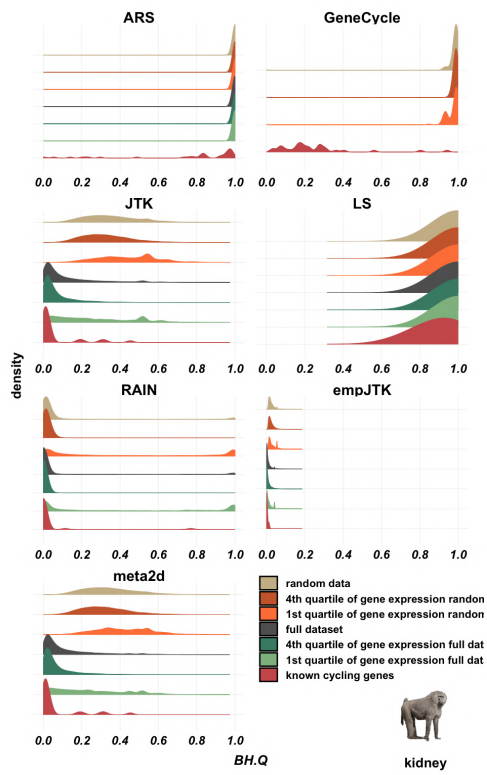 ARS GeneCycle
0.0 0.2 0.4 0.6 0.8 1.0 0.0 0.2 0.4 0.6 0.8 1.0
JTK LS
0.0 0.2 0.4 0.6 0.8 1.0 0.0 0.2 0.4 0.6 0.8 1.0
density
RAIN empJTK
0.0 0.2 0.4 0.6 0.8 1.0 0.0 0.2 0.4 0.6 0.8 1.0
meta2d
0.0 0.2 0.4 0.6 0.8 1.0
BH.Q
random data
4th quartile of gene expression random
1st quartile of gene expression random
full dataset
4th quartile of gene expression full dat
1st quartile of gene expression full dat
known cycling genes
kidney